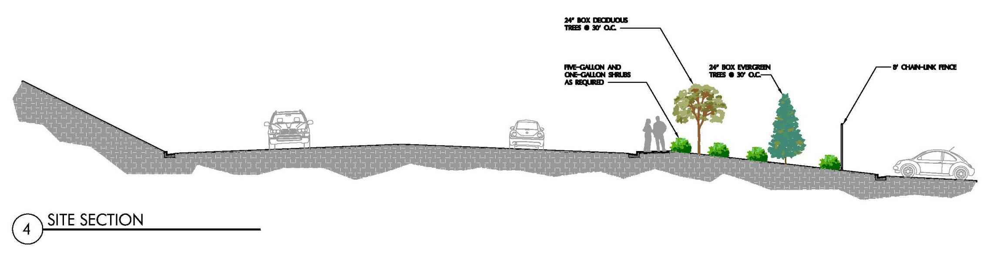 24" BOX DECIDUOUS
TREES @ 30' O.C.
FIVE-GALLON AND
ONE-GALLON SHRUBS
AS REQUIRED
24" BOX EVERGREEN
TREES @ 30' O.C.
8' CHAIN-LINK FENCE
4
SITE SECTION